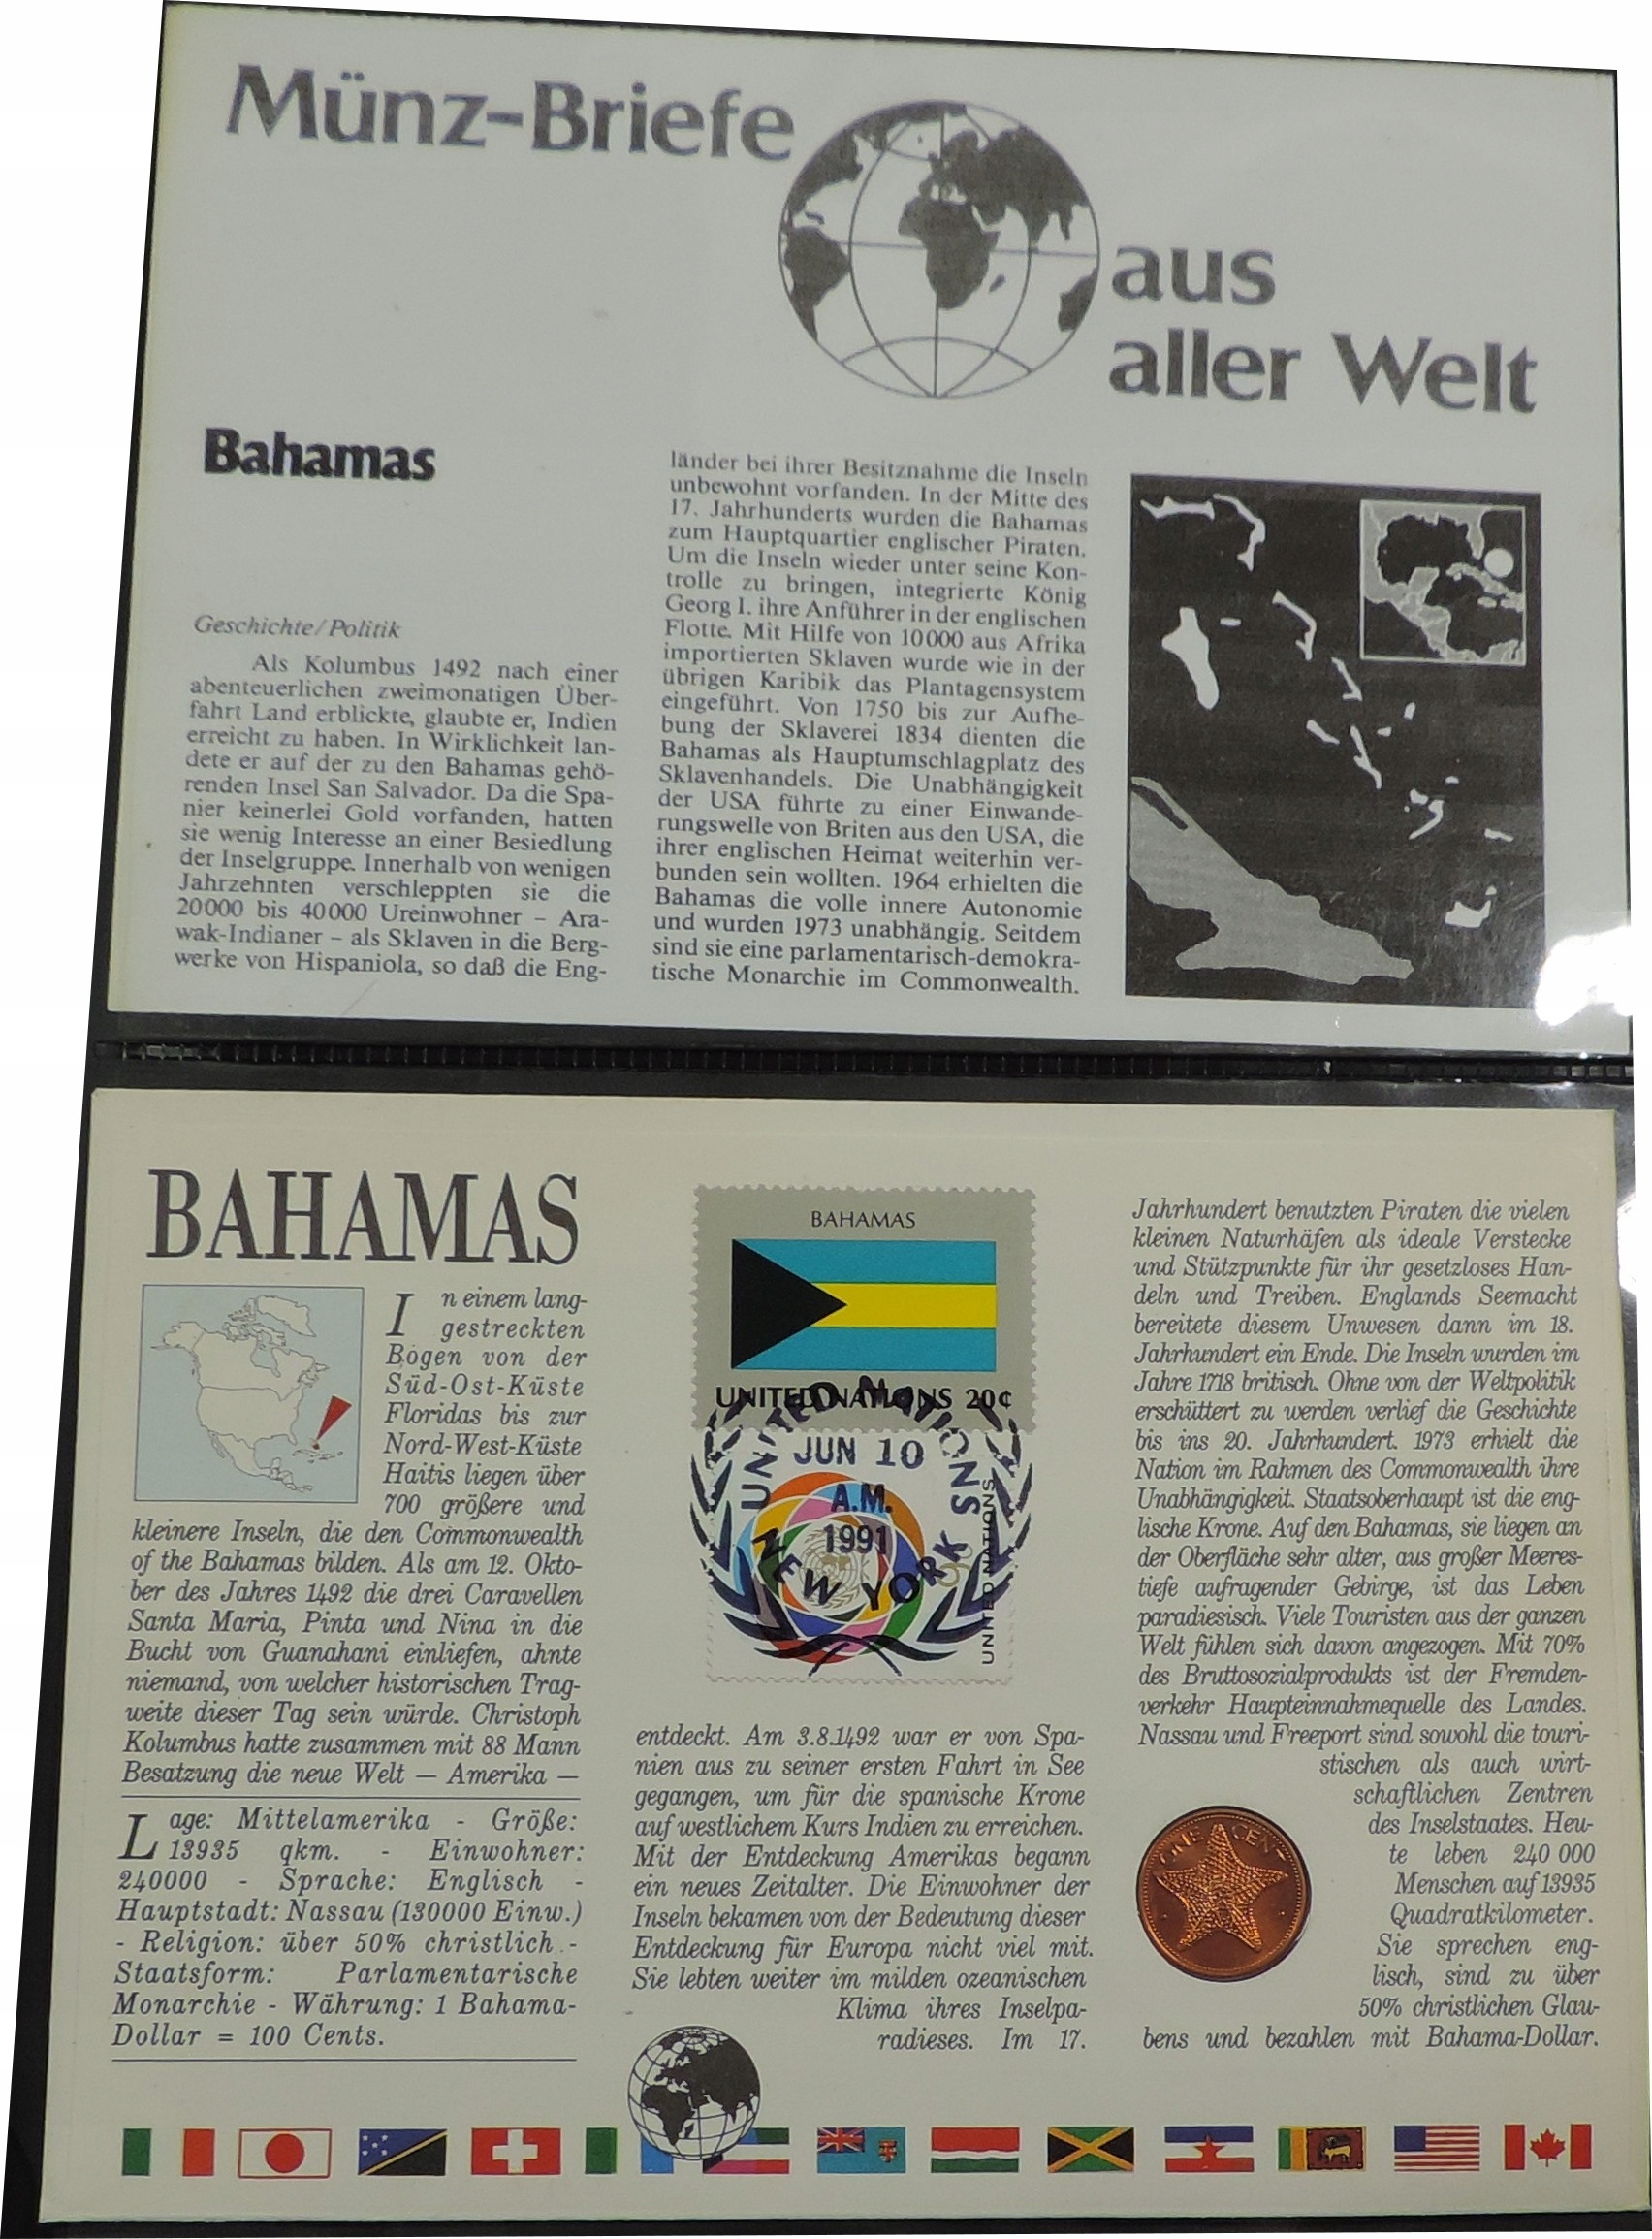 Münz-Briefe
aus
aller Welt
Bahamas
Geschichte/Politik
Als Kolumbus 1492 nach einer
abenteuerlichen zweimonatigen Über-
fahrt Land erblickte, glaubte er, Indien
erreicht zu haben. In Wirklichkeit lan-
dete er auf der zu den Bahamas gehö-
renden Insel San Salvador. Da die Spa-
nier keinerlei Gold vorfanden, hatten
sie wenig Interesse an einer Besiedlung
der Inselgruppe. Innerhalb von wenigen
Jahrzehnten verschleppten sie die
20000 bis 40000 Ureinwohner – Ara-
wak-Indianer – als Sklaven in die Berg-
werke von Hispaniola, so daß die Eng-
länder bei ihrer Besitznahme die Inseln
unbewohnt vorfanden. In der Mitte des
17. Jahrhunderts wurden die Bahamas
zum Hauptquartier englischer Piraten.
Um die Inseln wieder unter seine Kon-
trolle zu bringen, integrierte König
Georg I. ihre Anführer in der englischen
Flotte. Mit Hilfe von 10000 aus Afrika
importierten Sklaven wurde wie in der
übrigen Karibik das Plantagensystem
eingeführt. Von 1750 bis zur Aufhe-
bung der Sklaverei 1834 dienten die
Bahamas als Hauptumschlagplatz des
Sklavenhandels. Die Unabhängigkeit
der USA führte zu einer Einwande-
rungswelle von Briten aus den USA, die
ihrer englischen Heimat weiterhin ver-
bunden sein wollten. 1964 erhielten die
Bahamas die volle innere Autonomie
und wurden 1973 unabhängig. Seitdem
sind sie eine parlamentarisch-demokra-
tische Monarchie im Commonwealth.
BAHAMAS
In einem lang-
gestreckten
Bogen von der
Süd-Ost-Küste
Floridas bis zur
Nord-West-Küste
Haitis liegen über
700 größere und
kleinere Inseln, die den Commonwealth
of the Bahamas bilden. Als am 12. Okto-
ber des Jahres 1492 die drei Caravellen
Santa Maria, Pinta und Nina in die
Bucht von Guanahani einliefen, ahnte
niemand, von welcher historischen Trag-
weite dieser Tag sein würde. Christoph
Kolumbus hatte zusammen mit 88 Mann
Besatzung die neue Welt — Amerika —
Lage: Mittelamerika - Größe:
13935 qkm. - Einwohner:
240000 - Sprache: Englisch -
Hauptstadt: Nassau (130000 Einw.)
- Religion: über 50% christlich -
Staatsform: Parlamentarische
Monarchie - Währung: 1 Bahama-
Dollar = 100 Cents.
BAHAMAS
UNITED NATIONS 20¢
UNITED NATIONS
JUN 10
A.M.
1991
NEW YORK
UNITED NATIONS
entdeckt. Am 3.8.1492 war er von Spa-
nien aus zu seiner ersten Fahrt in See
gegangen, um für die spanische Krone
auf westlichem Kurs Indien zu erreichen.
Mit der Entdeckung Amerikas begann
ein neues Zeitalter. Die Einwohner der
Inseln bekamen von der Bedeutung dieser
Entdeckung für Europa nicht viel mit.
Sie lebten weiter im milden ozeanischen
Klima ihres Inselpa-
radieses. Im 17.
Jahrhundert benutzten Piraten die vielen
kleinen Naturhäfen als ideale Verstecke
und Stützpunkte für ihr gesetzloses Han-
deln und Treiben. Englands Seemacht
bereitete diesem Unwesen dann im 18.
Jahrhundert ein Ende. Die Inseln wurden im
Jahre 1718 britisch. Ohne von der Weltpolitik
erschüttert zu werden verlief die Geschichte
bis ins 20. Jahrhundert. 1973 erhielt die
Nation im Rahmen des Commonwealth ihre
Unabhängigkeit. Staatsoberhaupt ist die eng-
lische Krone. Auf den Bahamas, sie liegen an
der Oberfläche sehr alter, aus großer Meeres-
tiefe aufragender Gebirge, ist das Leben
paradiesisch. Viele Touristen aus der ganzen
Welt fühlen sich davon angezogen. Mit 70%
des Bruttosozialprodukts ist der Fremden-
verkehr Haupteinnahmequelle des Landes.
Nassau und Freeport sind sowohl die touri-
stischen als auch wirt-
schaftlichen Zentren
des Inselstaates. Heu-
te leben 240 000
Menschen auf 13935
Quadratkilometer.
Sie sprechen eng-
lisch, sind zu über
50% christlichen Glau-
bens und bezahlen mit Bahama-Dollar.
ONE CENT